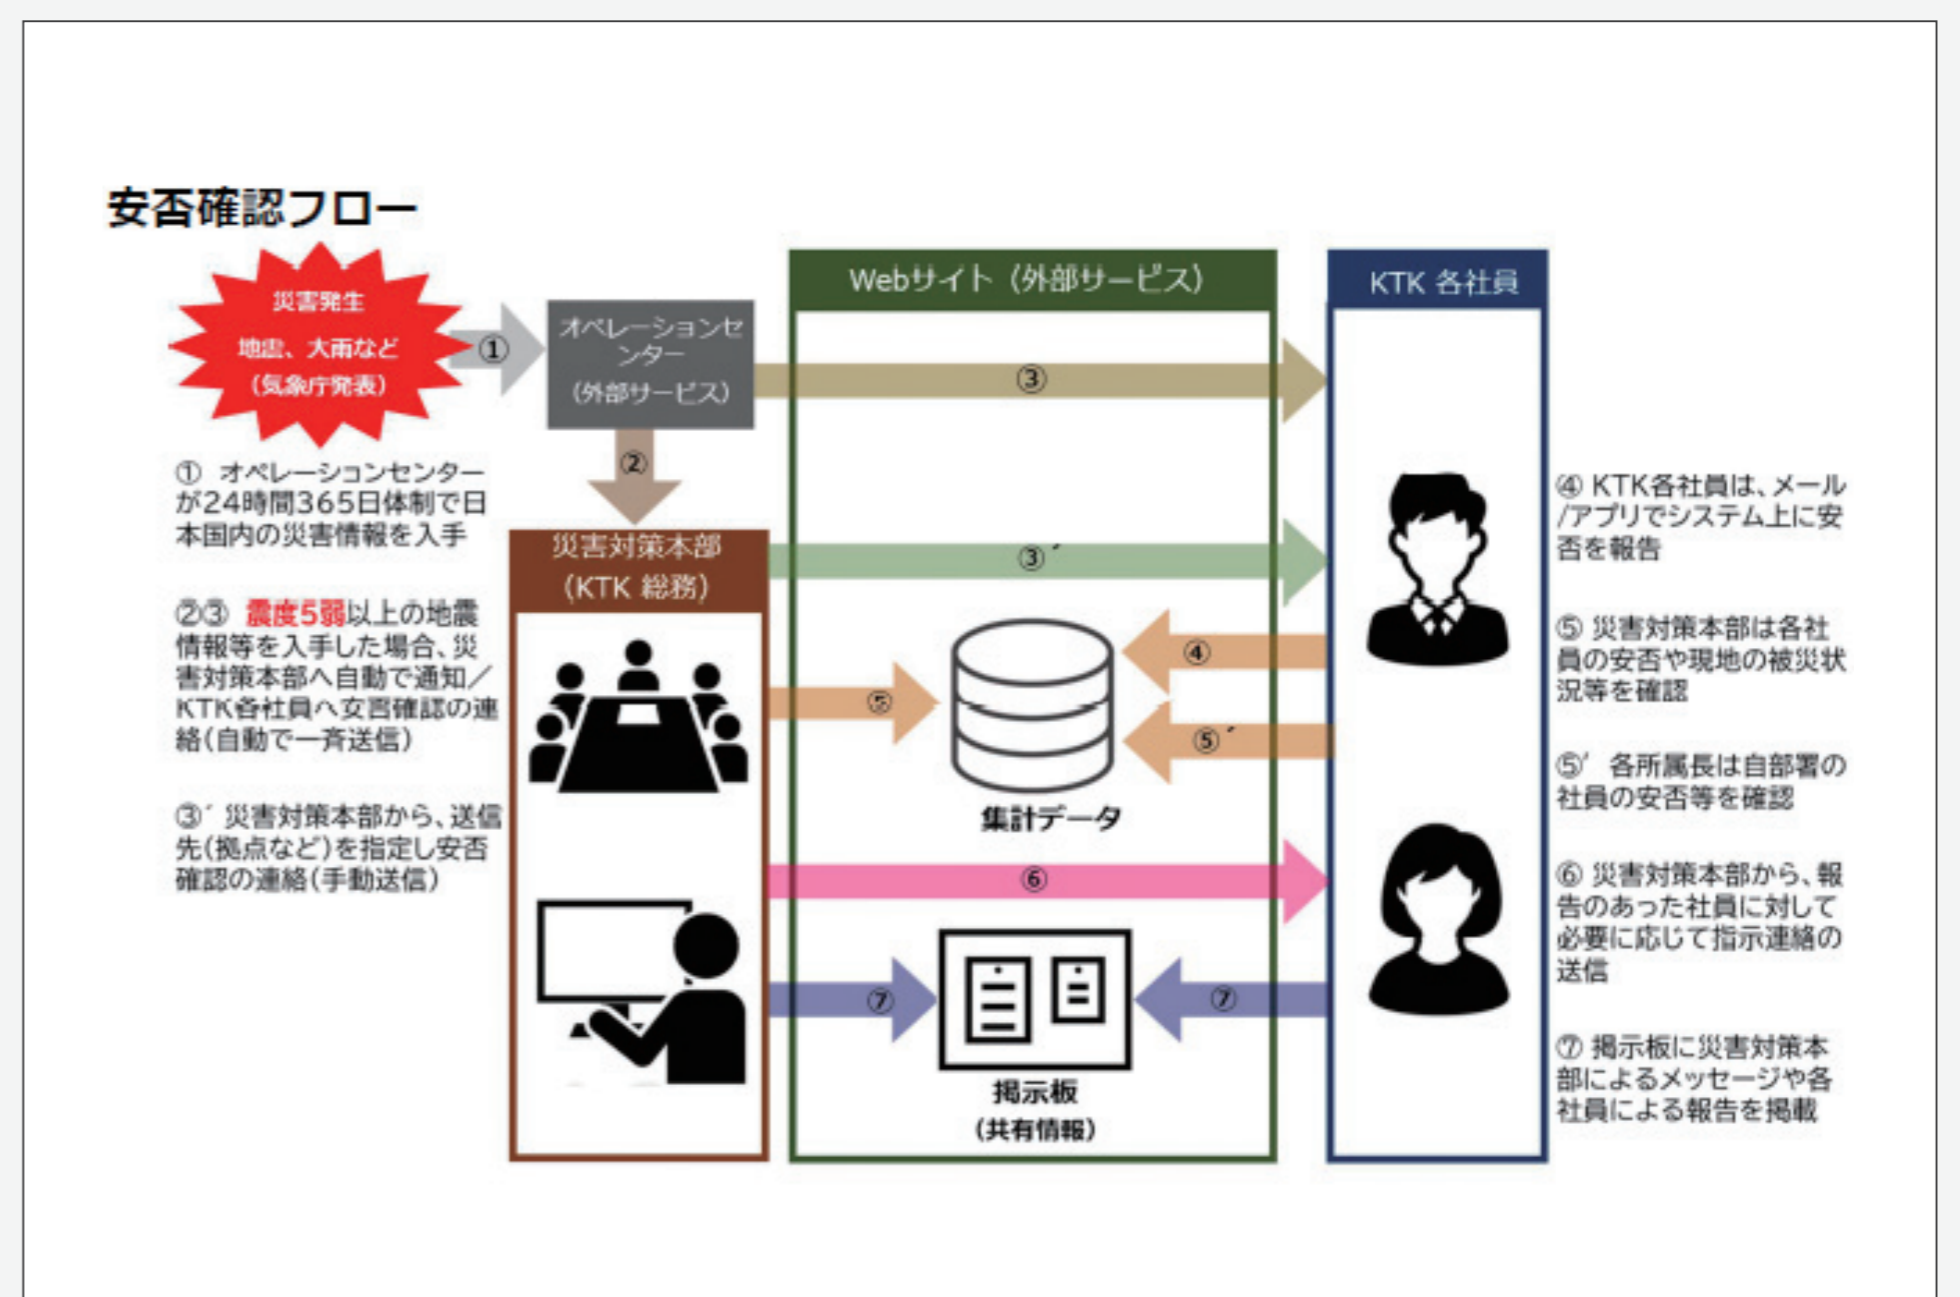 安否確認フロー
災害発生
地震、大雨など
(気象庁発表)
①
オペレーションセ
ンター
(外部サービス)
Webサイト(外部サービス)
KTK 各社員
③
②
① オペレーションセンター
が24時間365日体制で日
本国内の災害情報を入手
②③ 震度5弱以上の地震
情報等を入手した場合、災
害対策本部へ自動で通知/
KTK各社員へ安否確認の連
絡(自動で一斉送信)
③´ 災害対策本部から、送信
先(拠点など)を指定し安否
確認の連絡(手動送信)
災害対策本部
(KTK 総務)
③´
④
⑤
⑤´
集計データ
⑥
⑦
⑦
掲示板
(共有情報)
④ KTK各社員は、メール
/アプリでシステム上に安
否を報告
⑤ 災害対策本部は各社
員の安否や現地の被災状
況等を確認
⑤′ 各所属長は自部署の
社員の安否等を確認
⑥ 災害対策本部から、報
告のあった社員に対して
必要に応じて指示連絡の
送信
⑦ 掲示板に災害対策本
部によるメッセージや各
社員による報告を掲載